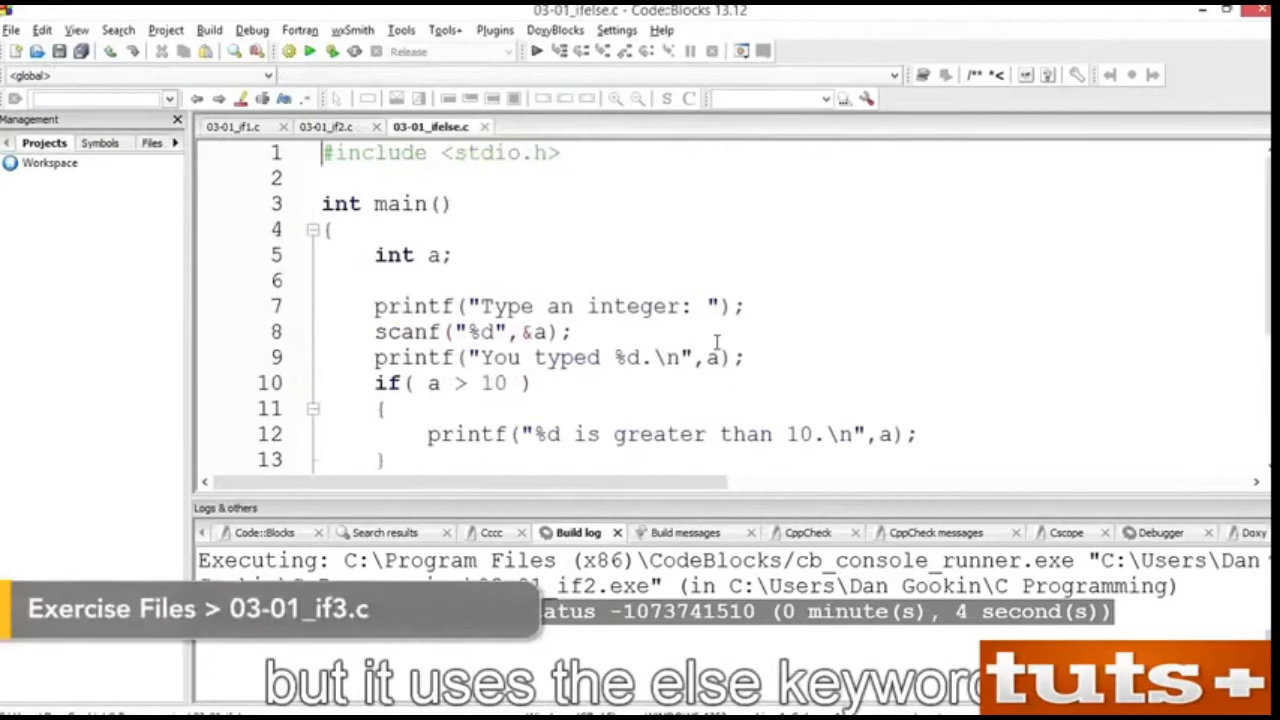 03-01_ifelse.c - Code::Blocks 13.12
File Edit View Search Project Build Debug Fortran wxSmith Tools Tools+ Plugins DoxyBlocks Settings Help
Release
<global>
/** *<
S C
Management
Projects Symbols Files
Workspace
03-01_if1.c 03-01_if2.c 03-01_ifelse.c
1 #include <stdio.h>
2
3 int main()
4 {
5 int a;
6
7 printf("Type an integer: ");
8 scanf("%d",&a);
9 printf("You typed %d.\n",a);
10 if( a > 10 )
11 {
12 printf("%d is greater than 10.\n",a);
13 }
Logs & others
Code::Blocks Search results Cccc Build log Build messages CppCheck CppCheck messages Cscope Debugger Doxy
Executing: C:\Program Files (x86)\CodeBlocks/cb_console_runner.exe "C:\Users\Dan
_if2.exe" (in C:\Users\Dan Gookin\C Programming)
atus -1073741510 (0 minute(s), 4 second(s))
Exercise Files > 03-01_if3.c
but it uses the else keyword
tuts+